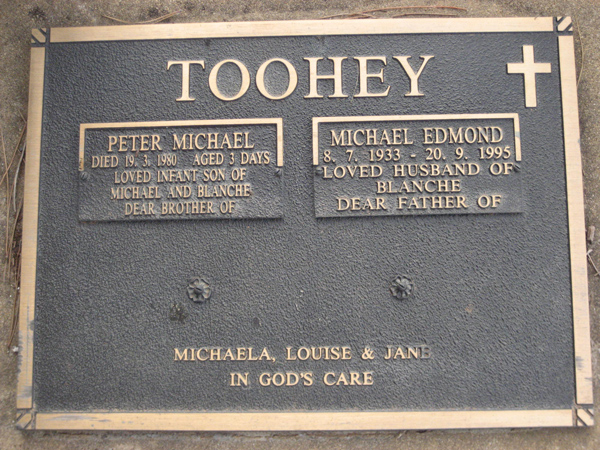 TOOHEY
PETER MICHAEL
DIED 19. 3. 1980 AGED 3 DAYS
LOVED INFANT SON OF
MICHAEL AND BLANCHE
DEAR BROTHER OF
MICHAEL EDMOND
8. 7. 1933 - 20. 9. 1995
LOVED HUSBAND OF
BLANCHE
DEAR FATHER OF
MICHAELA, LOUISE & JANE
IN GOD'S CARE